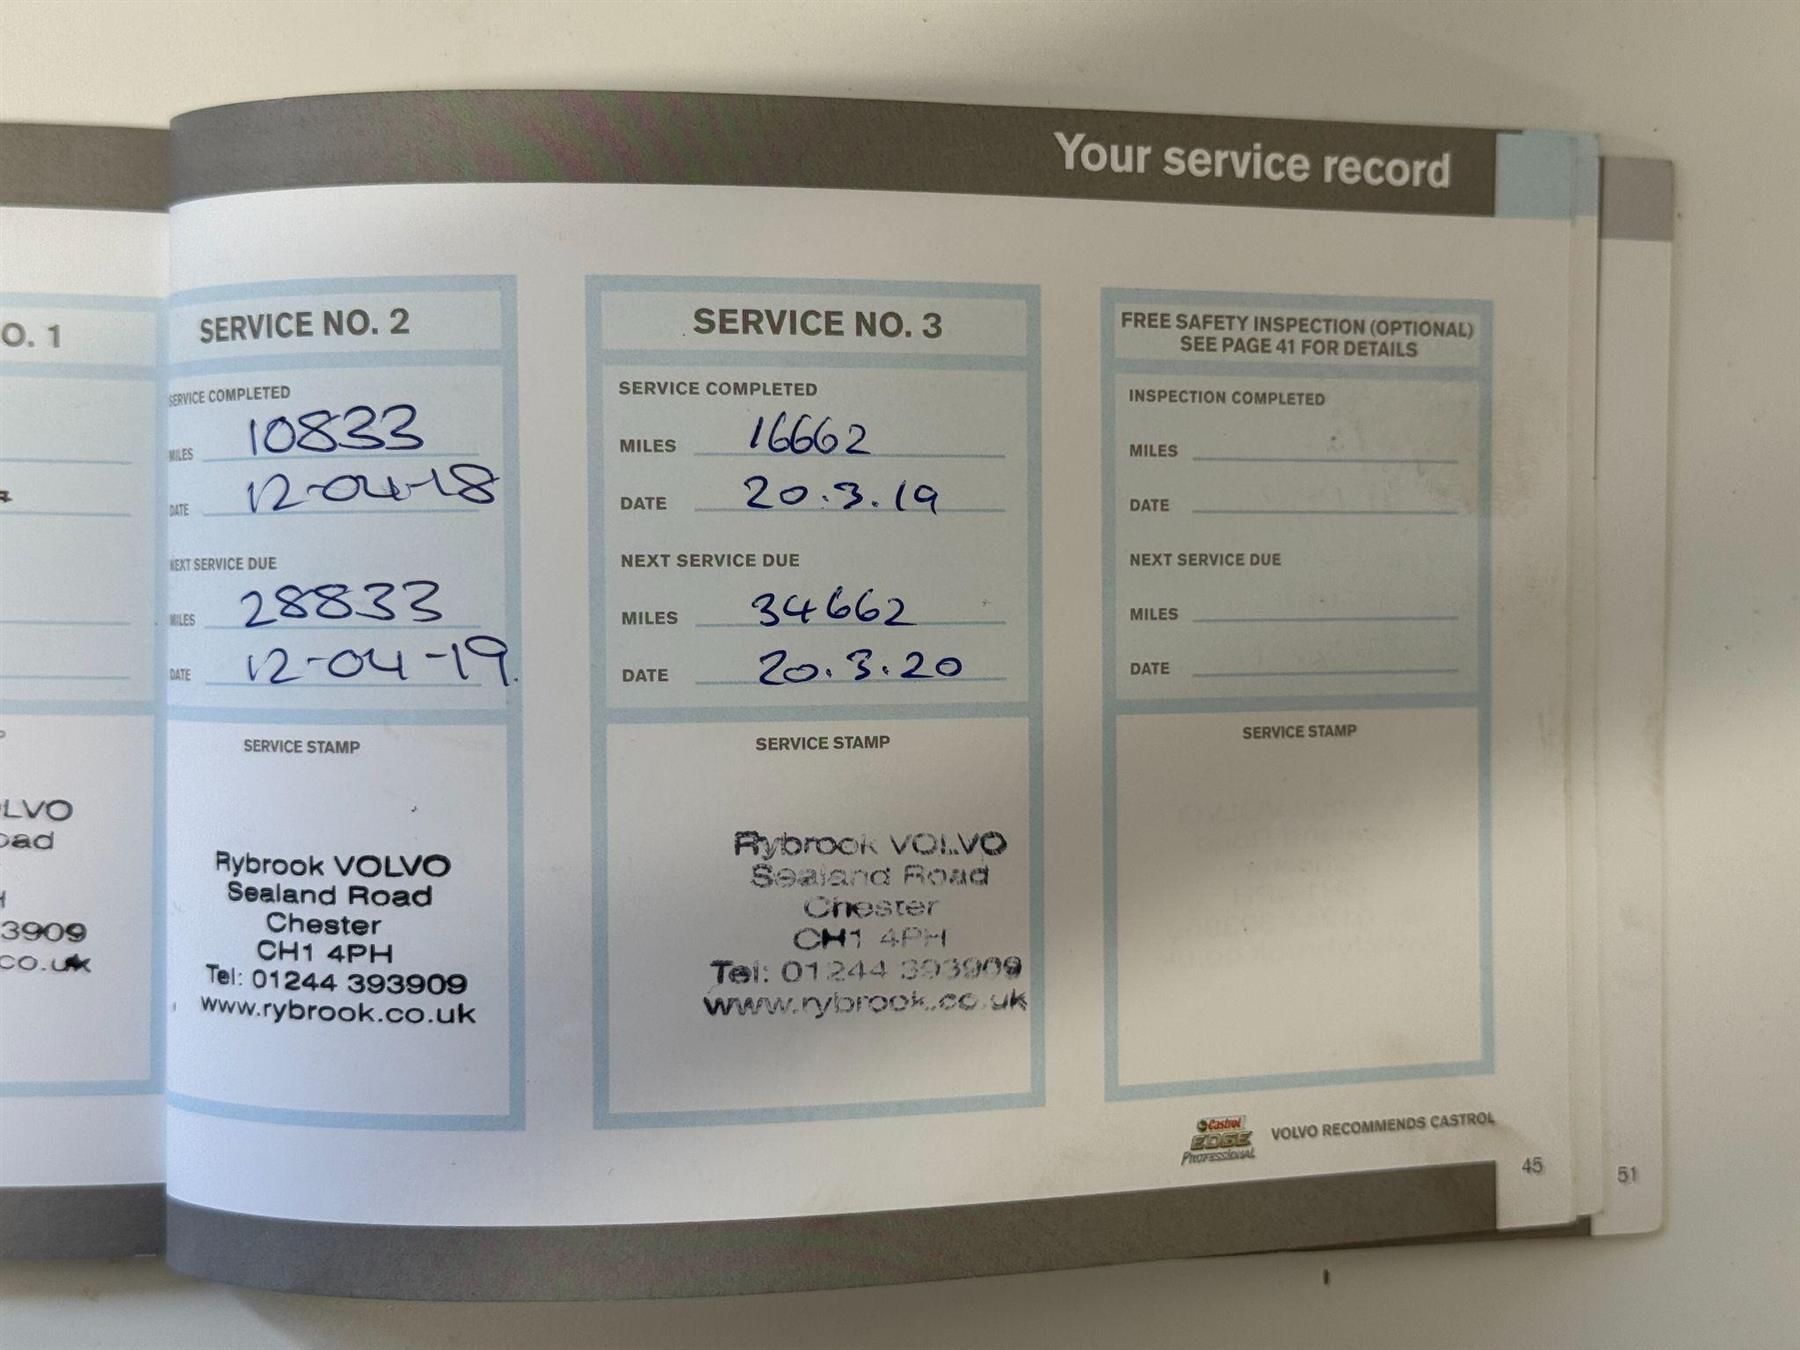 Your service record
O. 1
LVO
oad
3909
co.uk
SERVICE NO. 2
SERVICE COMPLETED
MILES 10833
DATE 12-04-18
NEXT SERVICE DUE
MILES 28833
DATE 12-04-19.
SERVICE STAMP
Rybrook VOLVO
Sealand Road
Chester
CH1 4PH
Tel: 01244 393909
www.rybrook.co.uk
SERVICE NO. 3
SERVICE COMPLETED
MILES 16662
DATE 20.3.19
NEXT SERVICE DUE
MILES 34662
DATE 20.3.20
SERVICE STAMP
Rybrook VOLVO
Sealand Road
Chester
CH1 4PH
Tel: 01244 393909
www.rybrook.co.uk
FREE SAFETY INSPECTION (OPTIONAL)
SEE PAGE 41 FOR DETAILS
INSPECTION COMPLETED
MILES
DATE
NEXT SERVICE DUE
MILES
DATE
SERVICE STAMP
Castrol
EDGE
PROFESSIONAL
VOLVO RECOMMENDS CASTROL
45
51